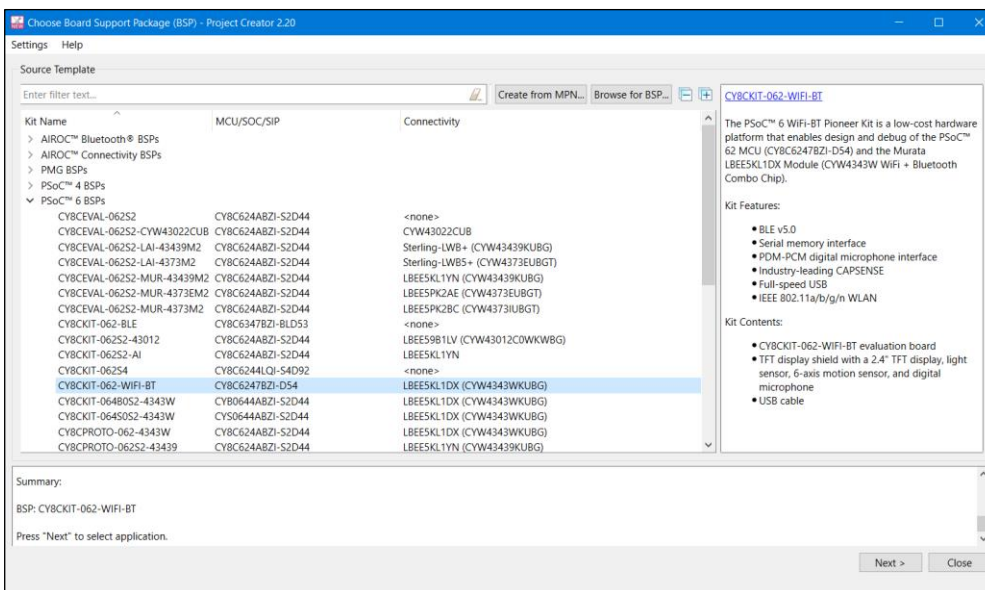 Choose Board Support Package (BSP) - Project Creator 2.20
Settings Help
Source Template
Enter filter text...
Create from MPN... Browse for BSP...
Kit Name MCU/SOC/SIP Connectivity
AIROC™ Bluetooth® BSPs
AIROC™ Connectivity BSPs
PMG BSPs
PSoC™ 4 BSPs
PSoC™ 6 BSPs
CY8CEVAL-062S2 CY8C624ABZI-S2D44 <none>
CY8CEVAL-062S2-CYW43022CUB CY8C624ABZI-S2D44 CYW43022CUB
CY8CEVAL-062S2-LAI-43439M2 CY8C624ABZI-S2D44 Sterling-LWB+ (CYW43439KUBG)
CY8CEVAL-062S2-LAI-4373M2 CY8C624ABZI-S2D44 Sterling-LWB5+ (CYW4373EUBGT)
CY8CEVAL-062S2-MUR-43439M2 CY8C624ABZI-S2D44 LBEE5KL1YN (CYW43439KUBG)
CY8CEVAL-062S2-MUR-4373EM2 CY8C624ABZI-S2D44 LBEE5PK2AE (CYW4373EUBGT)
CY8CEVAL-062S2-MUR-4373M2 CY8C624ABZI-S2D44 LBEE5PK2BC (CYW4373IUBGT)
CY8CKIT-062-BLE CY8C6347BZI-BLD53 <none>
CY8CKIT-062S2-43012 CY8C624ABZI-S2D44 LBEE59B1LV (CYW43012C0WKWBG)
CY8CKIT-062S2-AI CY8C624ABZI-S2D44 LBEE5KL1YN
CY8CKIT-062S4 CY8C6244LQI-S4D92 <none>
CY8CKIT-062-WIFI-BT CY8C6247BZI-D54 LBEE5KL1DX (CYW4343WKUBG)
CY8CKIT-064B0S2-4343W CYB0644ABZI-S2D44 LBEE5KL1DX (CYW4343WKUBG)
CY8CKIT-064S0S2-4343W CYS0644ABZI-S2D44 LBEE5KL1DX (CYW4343WKUBG)
CY8CPROTO-062-4343W CY8C624ABZI-S2D44 LBEE5KL1DX (CYW4343WKUBG)
CY8CPROTO-062S2-43439 CY8C624ABZI-S2D44 LBEE5KL1YN (CYW43439KUBG)
CY8CKIT-062-WIFI-BT
The PSoC™ 6 WiFi-BT Pioneer Kit is a low-cost hardware
platform that enables design and debug of the PSoC™
62 MCU (CY8C6247BZI-D54) and the Murata
LBEE5KL1DX Module (CYW4343W WiFi + Bluetooth
Combo Chip).
Kit Features:
● BLE v5.0
● Serial memory interface
● PDM-PCM digital microphone interface
● Industry-leading CAPSENSE
● Full-speed USB
● IEEE 802.11a/b/g/n WLAN
Kit Contents:
● CY8CKIT-062-WIFI-BT evaluation board
● TFT display shield with a 2.4" TFT display, light
sensor, 6-axis motion sensor, and digital
microphone
● USB cable
Summary:
BSP: CY8CKIT-062-WIFI-BT
Press "Next" to select application.
Next > Close